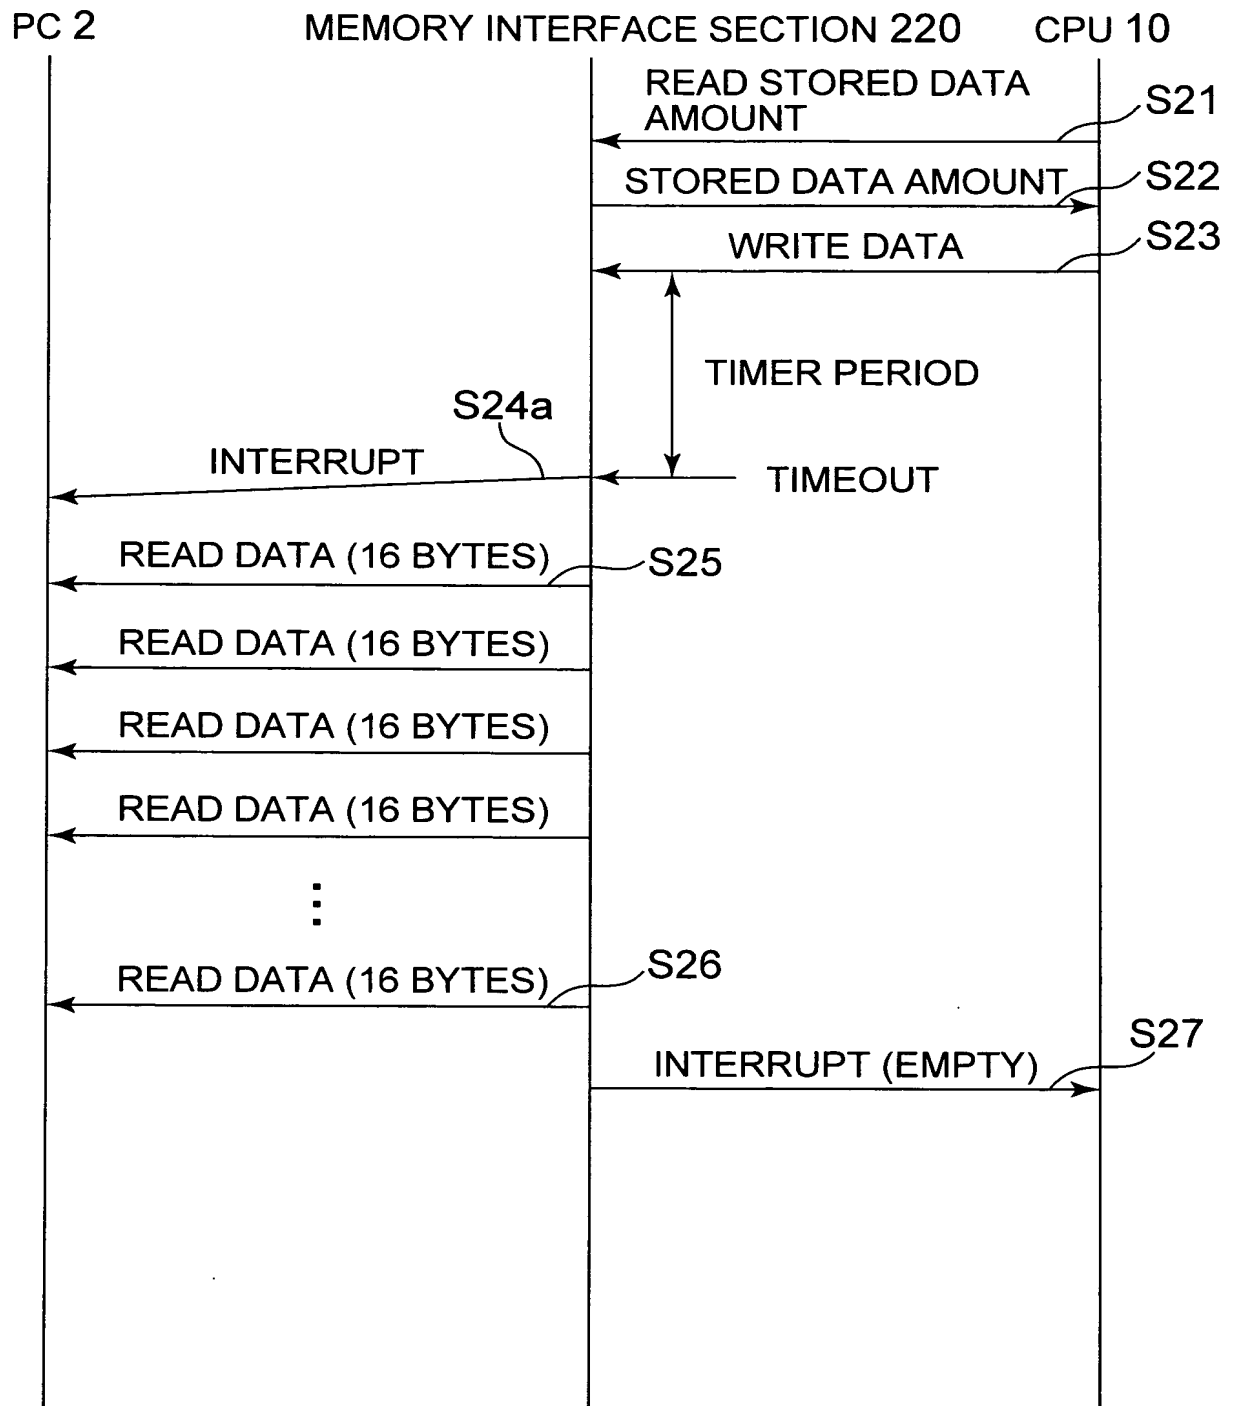 PC 2 MEMORY INTERFACE SECTION 220 CPU 10
READ STORED DATA
AMOUNT
S21
STORED DATA AMOUNT
S22
WRITE DATA
S23
TIMER PERIOD
S24a
INTERRUPT
TIMEOUT
READ DATA (16 BYTES)
S25
READ DATA (16 BYTES)
READ DATA (16 BYTES)
READ DATA (16 BYTES)
READ DATA (16 BYTES)
S26
INTERRUPT (EMPTY)
S27